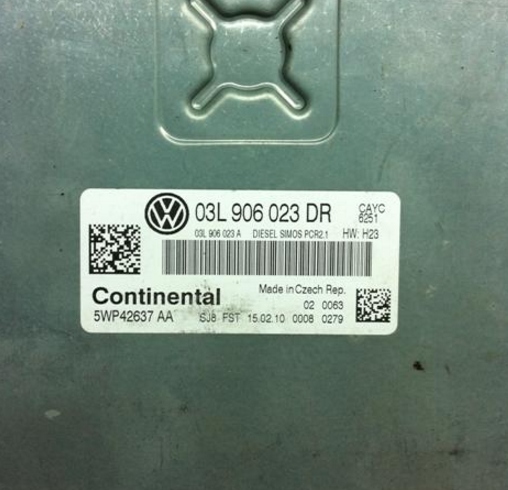 03L 906 023 DR
CAYC
6251
03L 906 023 A DIESEL SIMOS PCR2.1 HW: H23
Continental
Made in Czech Rep.
02 0063
5WP42637 AA
SJ8 FST 15.02.10 0008 0279